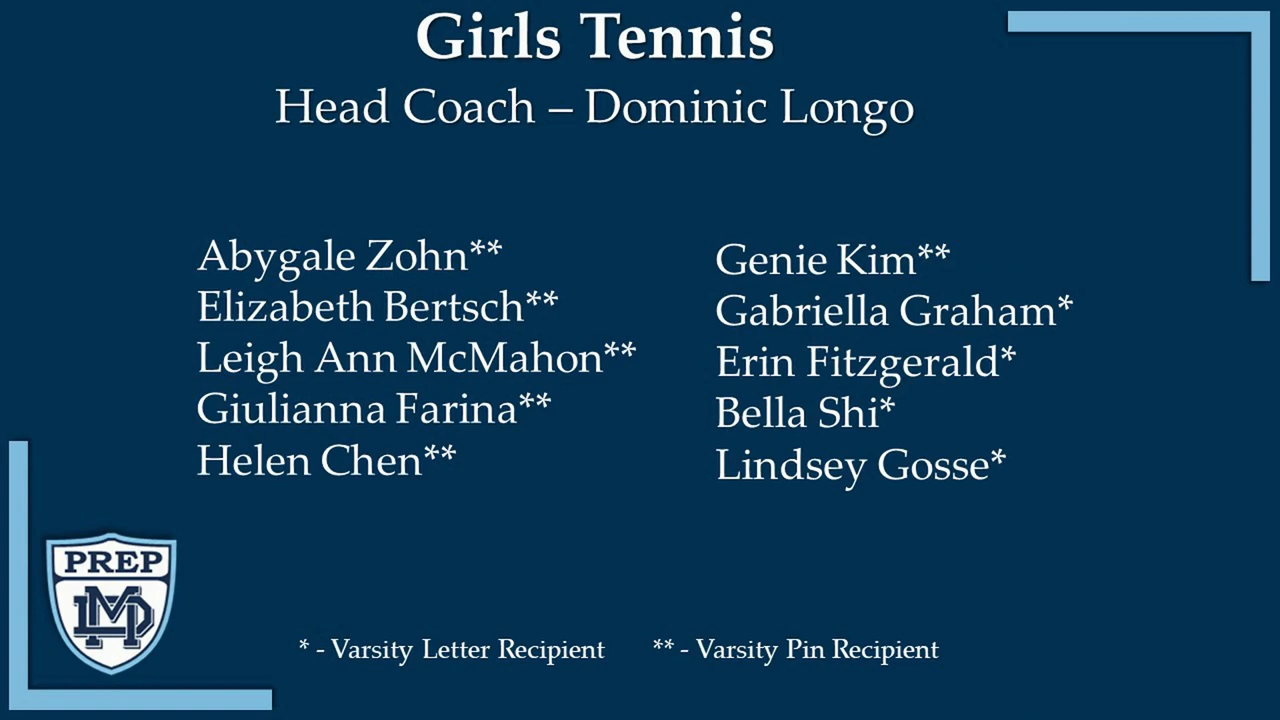 Girls Tennis
Head Coach – Dominic Longo
Abygale Zohn**
Elizabeth Bertsch**
Leigh Ann McMahon**
Giulianna Farina**
Helen Chen**
Genie Kim**
Gabriella Graham*
Erin Fitzgerald*
Bella Shi*
Lindsey Gosse*
PREP
MDP
* - Varsity Letter Recipient ** - Varsity Pin Recipient